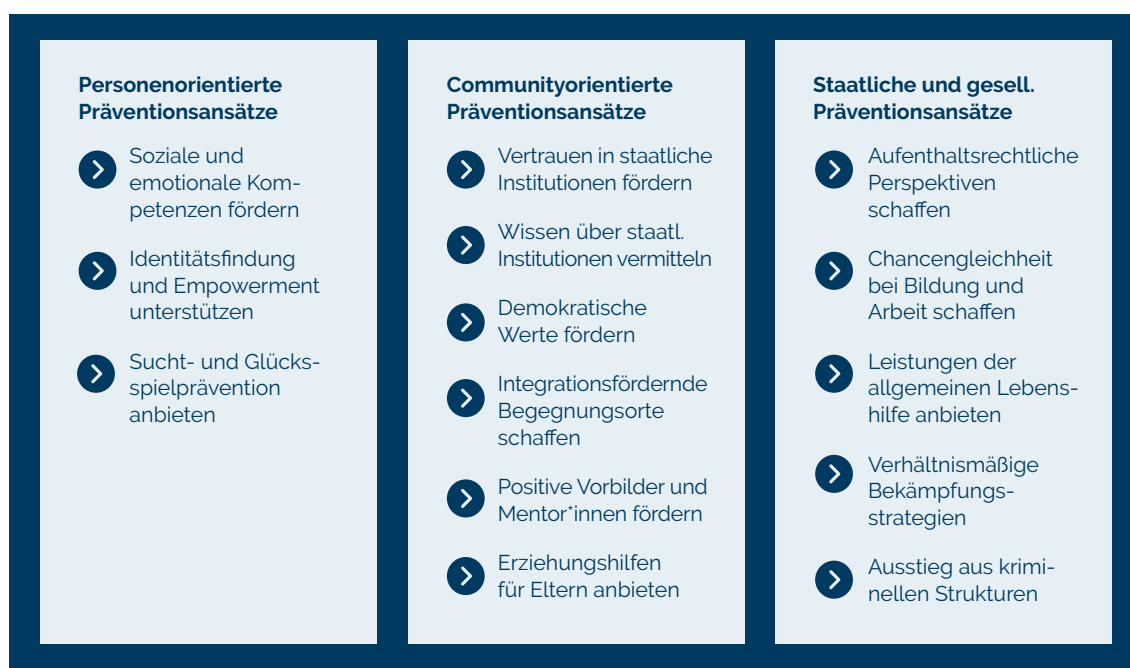 Personenorientierte
Präventionsansätze
Soziale und
emotionale Kom-
petenzen fördern
Identitätsfindung
und Empowerment
unterstützen
Sucht- und Glücks-
spielprävention
anbieten
Communityorientierte
Präventionsansätze
Vertrauen in staatliche
Institutionen fördern
Wissen über staatl.
Institutionen vermitteln
Demokratische
Werte fördern
Integrationsfördernde
Begegnungsorte
schaffen
Positive Vorbilder und
Mentor*innen fördern
Erziehungshilfen
für Eltern anbieten
Staatliche und gesell.
Präventionsansätze
Aufenthaltsrechtliche
Perspektiven
schaffen
Chancengleichheit
bei Bildung und
Arbeit schaffen
Leistungen der
allgemeinen Lebens-
hilfe anbieten
Verhältnismäßige
Bekämpfungs-
strategien
Ausstieg aus krimi-
nellen Strukturen